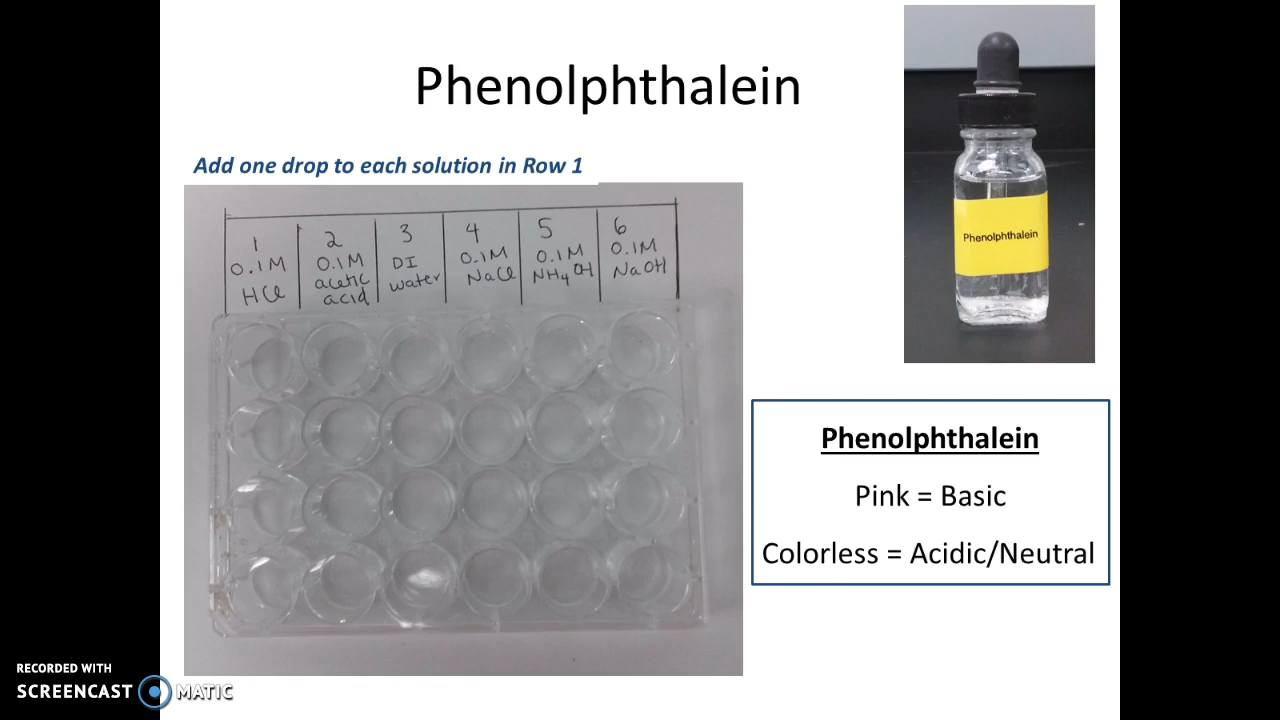 Phenolphthalein
Add one drop to each solution in Row 1
1
0.1M
HCl
2
0.1M
acetic
acid
3
DI
water
4
0.1M
NaCl
5
0.1M
NH4OH
6
0.1M
NaOH
Phenolphthalein
Phenolphthalein
Pink = Basic
Colorless = Acidic/Neutral
RECORDED WITH
SCREENCAST MATIC